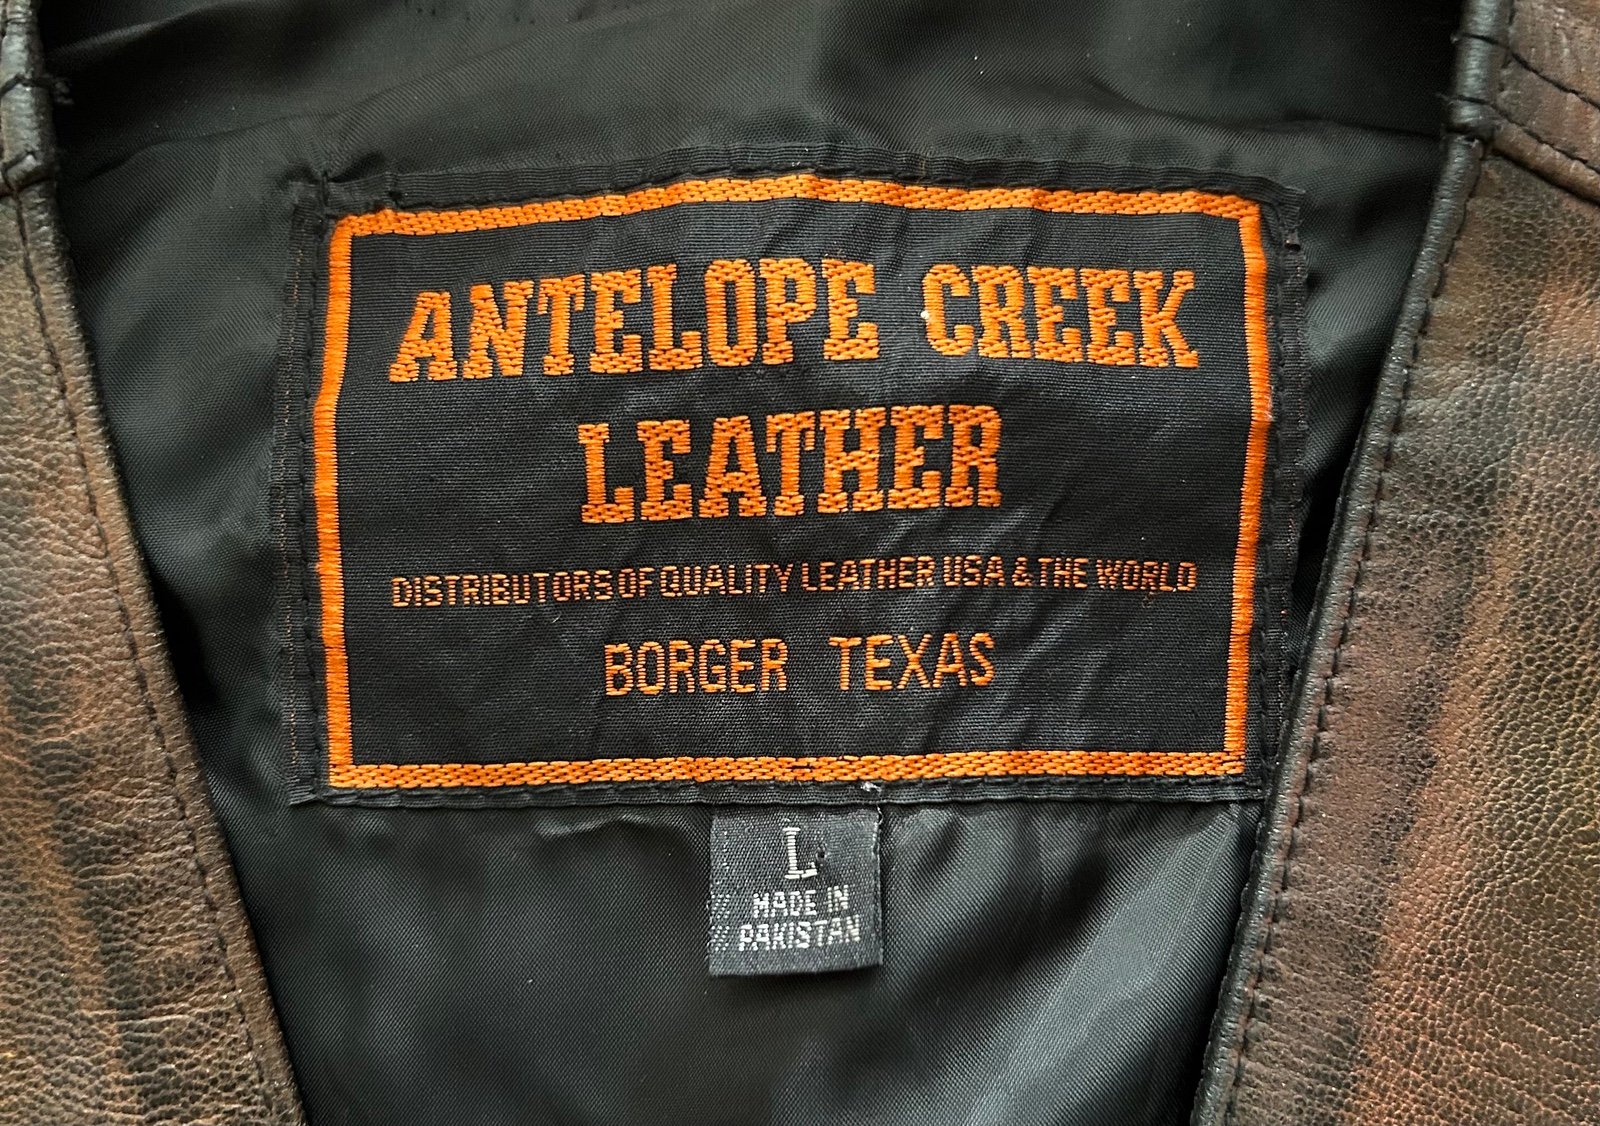 ANTELOPE CREEK
LEATHER
DISTRIBUTORS OF QUALITY LEATHER USA & THE WORLD
BORGER TEXAS
L
MADE IN
PAKISTAN